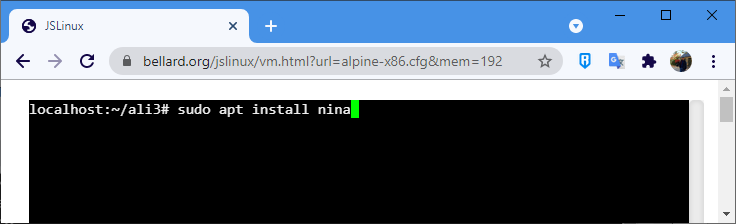 JSLinux
bellard.org/jslinux/vm.html?url=alpine-x86.cfg&mem=192
localhost:~/ali3# sudo apt install nina